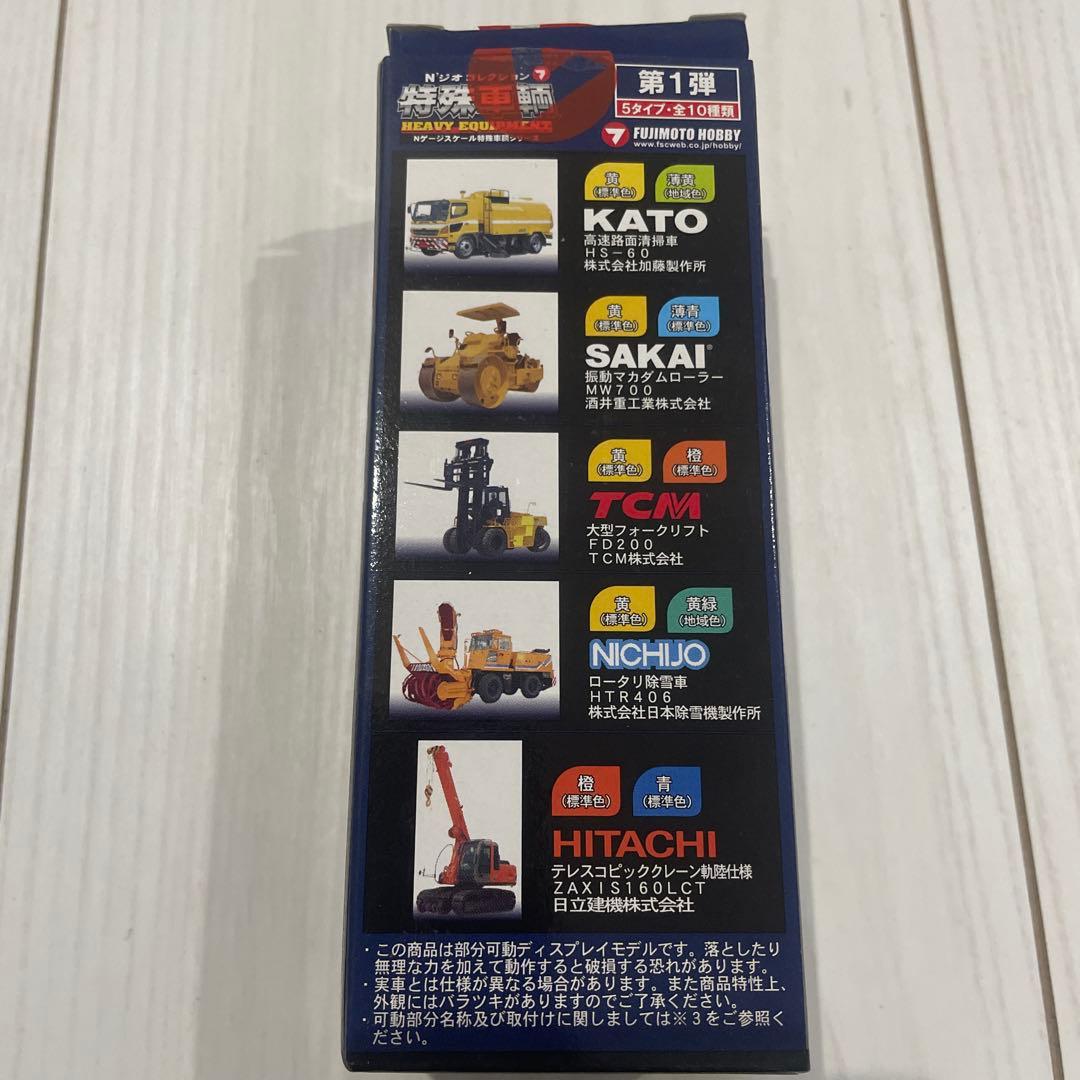 N'ジオコレクション
特殊車輌
HEAVY EQUIPMENT
Nゲージスケール特殊車輌シリーズ
第1弾
5タイプ・全10種類
FUJIMOTO HOBBY
www.fscweb.co.jp/hobby/
黄 薄黄
(標準色) (地域色)
KATO
高速路面清掃車
HS-60
株式会社加藤製作所
黄 薄青
(標準色) (標準色)
SAKAI®
振動マカダムローラー
MW700
酒井重工業株式会社
黄 橙
(標準色) (標準色)
TCM
大型フォークリフト
FD200
TCM株式会社
黄 黄緑
(標準色) (地域色)
NICHIJO
ロータリ除雪車
HTR406
株式会社日本除雪機製作所
橙 青
(標準色) (標準色)
HITACHI
テレスコピッククレーン軌陸仕様
ZAXIS160LCT
日立建機株式会社
・この商品は部分可動ディスプレイモデルです。落としたり
無理な力を加えて動作すると破損する恐れがあります。
・実車とは仕様が異なる場合があります。また商品特性上、
外観にはバラツキがありますのでご了承ください。
・可動部分名称及び取付けに関しましては※3をご参照く
ださい。